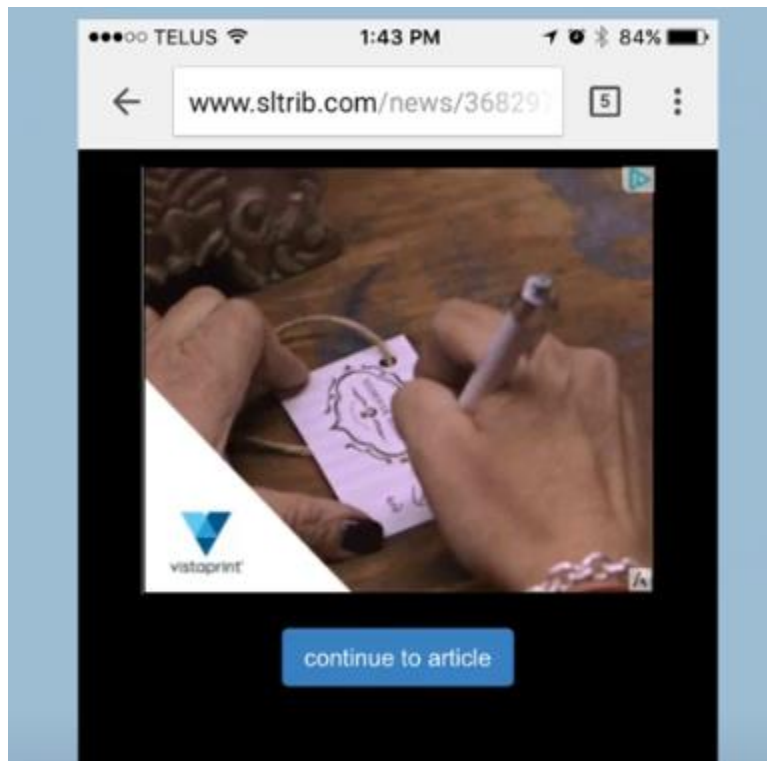 TELUS 1:43 PM 84%
www.sltrib.com/news/36829
5
vistaprint
continue to article